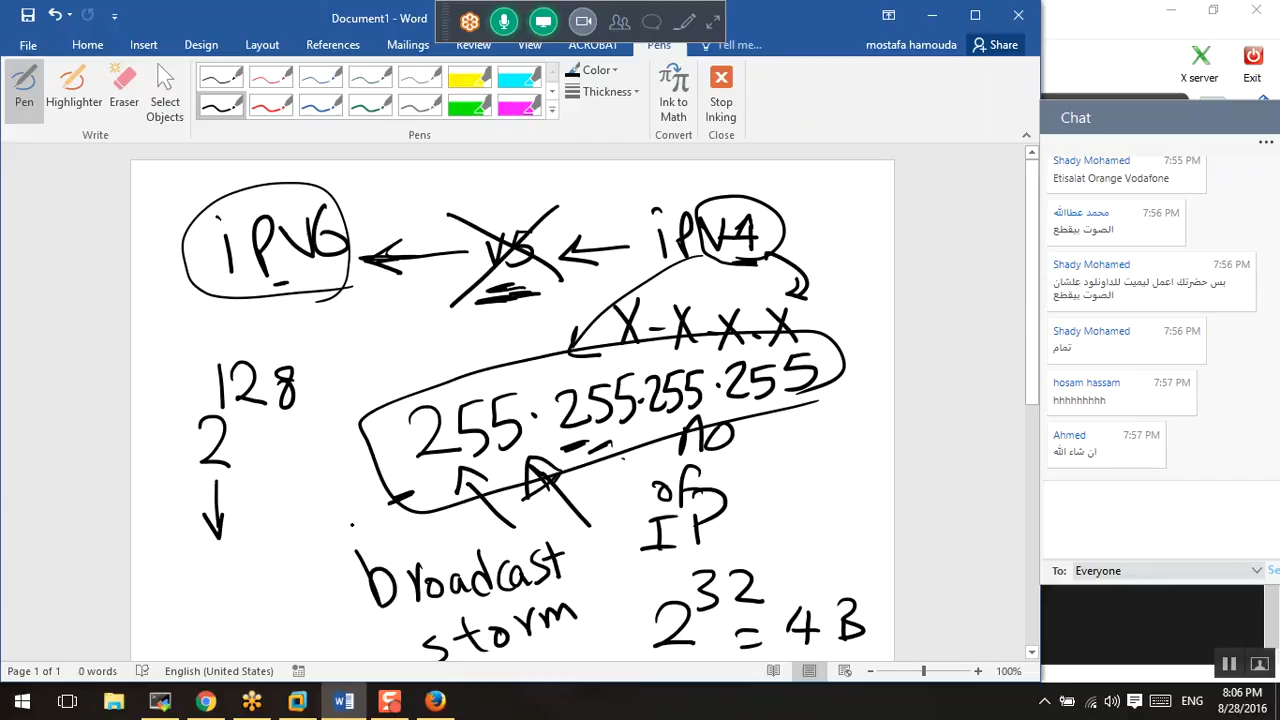 Document1 - Word
File
Home
Insert
Design
Layout
References
Mailings
Review
View
ACROBAT
Pens
Tell me...
mostafa hamouda
Share
Pen
Highlighter
Eraser
Select
Objects
Color
Thickness
Ink to
Math
Stop
Inking
Write
Pens
Convert
Close
X server
Exit
iPV6
V5
iPV4
X - X . X . X
255 . 255 . 255 . 255
128
2
no
of
IP
broadcast
storm
2 32 = 4 B
Chat
Shady Mohamed 7:55 PM
Etisalat Orange Vodafone
محمد عطاالله 7:56 PM
الصوت بيقطع
Shady Mohamed 7:56 PM
بس حضرتك اعمل ليميت للداونلود علشان
الصوت بيقطع
Shady Mohamed 7:56 PM
تمام
hosam hassam 7:57 PM
hhhhhhhhh
Ahmed 7:57 PM
ان شاء الله
To: Everyone
Se
Page 1 of 1 0 words English (United States)
100%
ENG
8:06 PM
8/28/2016